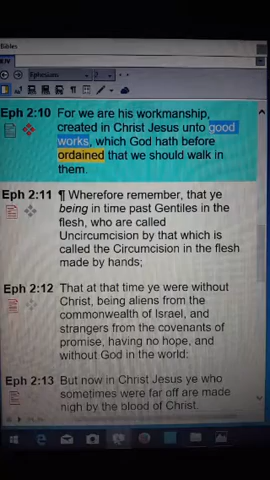 Bibles
KJV
Ephesians 2
Eph 2:10 For we are his workmanship,
created in Christ Jesus unto good
works, which God hath before
ordained that we should walk in
them.
Eph 2:11 ¶ Wherefore remember, that ye
being in time past Gentiles in the
flesh, who are called
Uncircumcision by that which is
called the Circumcision in the flesh
made by hands;
Eph 2:12 That at that time ye were without
Christ, being aliens from the
commonwealth of Israel, and
strangers from the covenants of
promise, having no hope, and
without God in the world:
Eph 2:13 But now in Christ Jesus ye who
sometimes were far off are made
nigh by the blood of Christ.